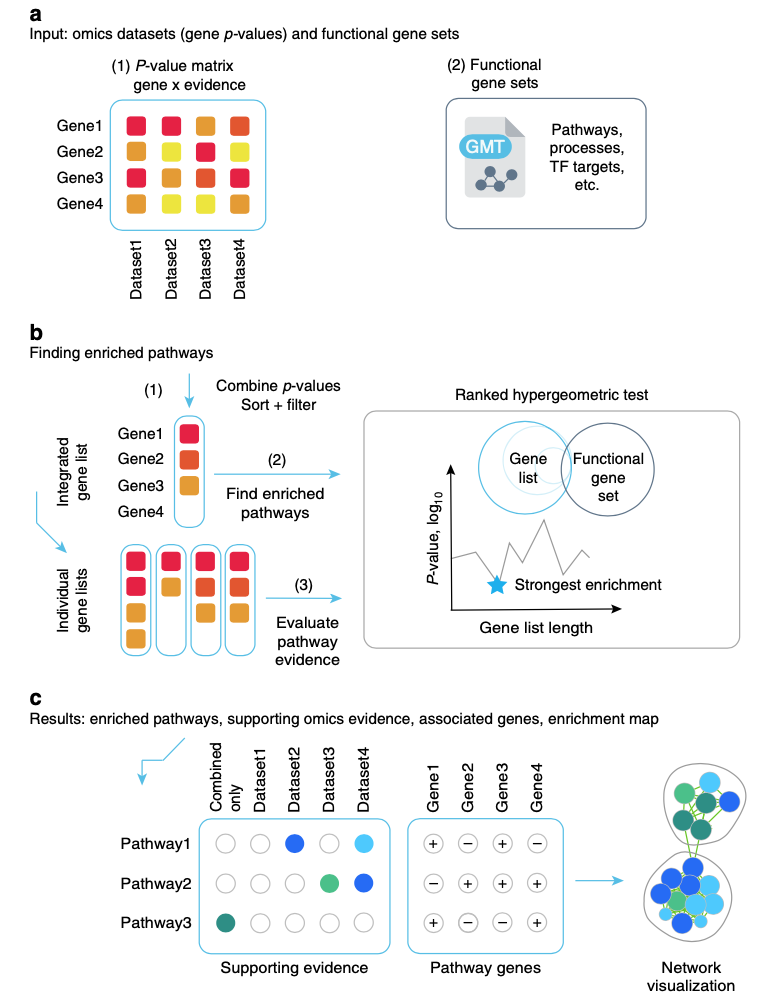 a
Input: omics datasets (gene p-values) and functional gene sets
(1) P-value matrix
gene x evidence
Gene1
Gene2
Gene3
Gene4
Dataset1
Dataset2
Dataset3
Dataset4
(2) Functional
gene sets
GMT
Pathways,
processes,
TF targets,
etc.
b
Finding enriched pathways
(1)
Combine p-values
Sort + filter
Integrated
gene list
Gene1
Gene2
Gene3
Gene4
(2)
Find enriched
pathways
Individual
gene lists
(3)
Evaluate
pathway
evidence
Ranked hypergeometric test
Gene
list
Functional
gene
set
P-value, log10
Strongest enrichment
Gene list length
c
Results: enriched pathways, supporting omics evidence, associated genes, enrichment map
Combined
only
Dataset1
Dataset2
Dataset3
Dataset4
Gene1
Gene2
Gene3
Gene4
Pathway1
+ − + −
Pathway2
− + + +
Pathway3
+ − − +
Supporting evidence
Pathway genes
Network
visualization